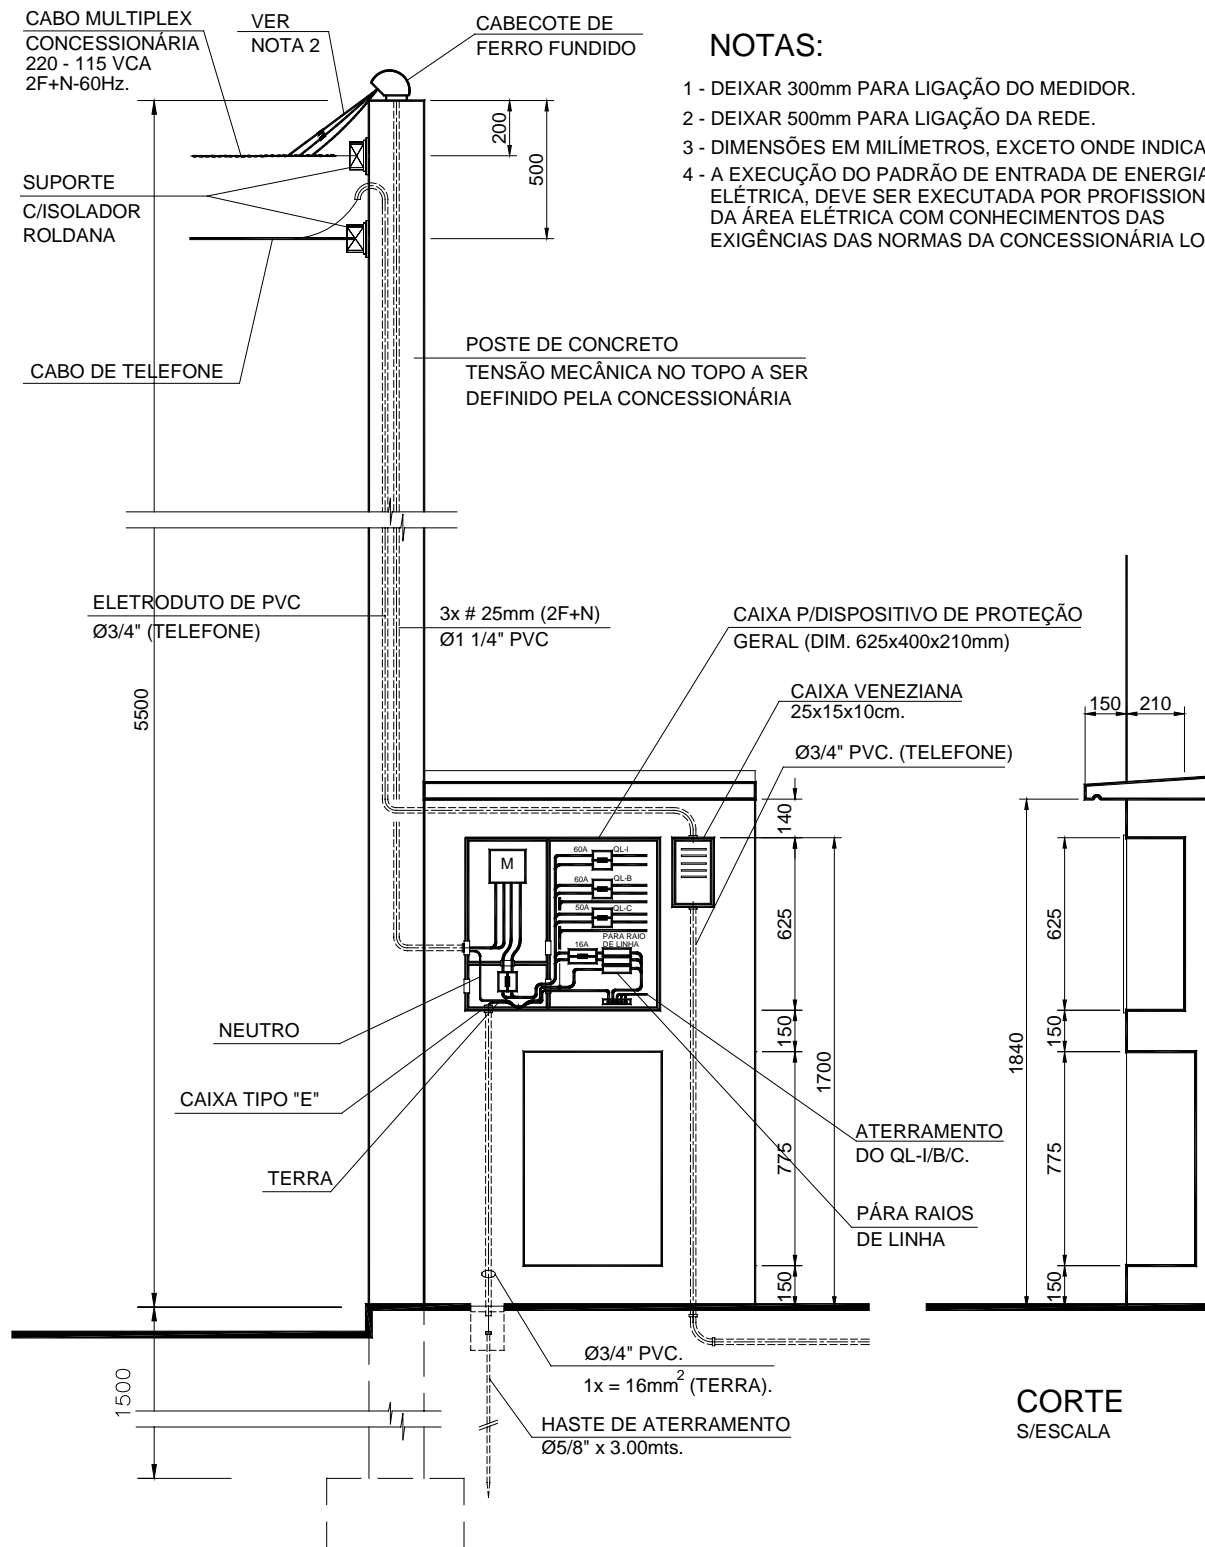 CABO MULTIPLEX
CONCESSIONÁRIA
220 - 115 VCA
2F+N-60Hz.
VER
NOTA 2
CABECOTE DE
FERRO FUNDIDO
NOTAS:
1 - DEIXAR 300mm PARA LIGAÇÃO DO MEDIDOR.
2 - DEIXAR 500mm PARA LIGAÇÃO DA REDE.
3 - DIMENSÕES EM MILÍMETROS, EXCETO ONDE INDICA
4 - A EXECUÇÃO DO PADRÃO DE ENTRADA DE ENERGIA
ELÉTRICA, DEVE SER EXECUTADA POR PROFISSION
DA ÁREA ELÉTRICA COM CONHECIMENTOS DAS
EXIGÊNCIAS DAS NORMAS DA CONCESSIONÁRIA LO
200
500
SUPORTE
C/ISOLADOR
ROLDANA
CABO DE TELEFONE
POSTE DE CONCRETO
TENSÃO MECÂNICA NO TOPO A SER
DEFINIDO PELA CONCESSIONÁRIA
ELETRODUTO DE PVC
Ø3/4" (TELEFONE)
3x # 25mm (2F+N)
Ø1 1/4" PVC
CAIXA P/DISPOSITIVO DE PROTEÇÃO
GERAL (DIM. 625x400x210mm)
CAIXA VENEZIANA
25x15x10cm.
Ø3/4" PVC. (TELEFONE)
5500
150
210
140
M
60A
QL-I
60A
QL-B
50A
QL-C
PARA RAIO
DE LINHA
16A
625
150
1700
775
150
1840
625
150
775
150
NEUTRO
CAIXA TIPO "E"
TERRA
ATERRAMENTO
DO QL-I/B/C.
PÁRA RAIOS
DE LINHA
Ø3/4" PVC.
1x = 16mm² (TERRA).
HASTE DE ATERRAMENTO
Ø5/8" x 3.00mts.
1500
CORTE
S/ESCALA